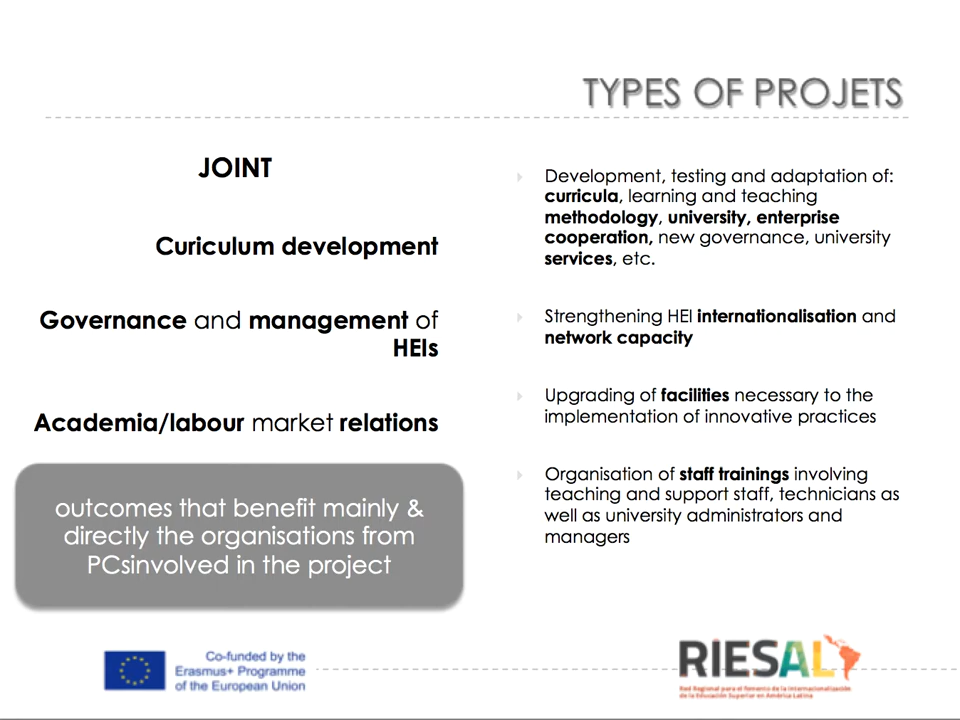 TYPES OF PROJETS
JOINT
Curiculum development
Governance and management of
HEIs
Academia/labour market relations
outcomes that benefit mainly &
directly the organisations from
PCsinvolved in the project
Development, testing and adaptation of:
curricula, learning and teaching
methodology, university, enterprise
cooperation, new governance, university
services, etc.
Strengthening HEI internationalisation and
network capacity
Upgrading of facilities necessary to the
implementation of innovative practices
Organisation of staff trainings involving
teaching and support staff, technicians as
well as university administrators and
managers
Co-funded by the
Erasmus+ Programme
of the European Union
RIESAL
Red Regional para el Fomento de la Internacionalización
de la Educación Superior en América Latina